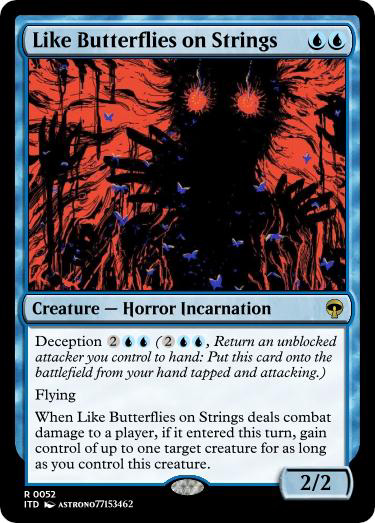 Like Butterflies on Strings
Creature — Horror Incarnation
Deception 2 (2, Return an unblocked
attacker you control to hand: Put this card onto the
battlefield from your hand tapped and attacking.)
Flying
When Like Butterflies on Strings deals combat
damage to a player, if it entered this turn, gain
control of up to one target creature for as long
as you control this creature.
2/2
R 0052
ITD ASTRONO77153462